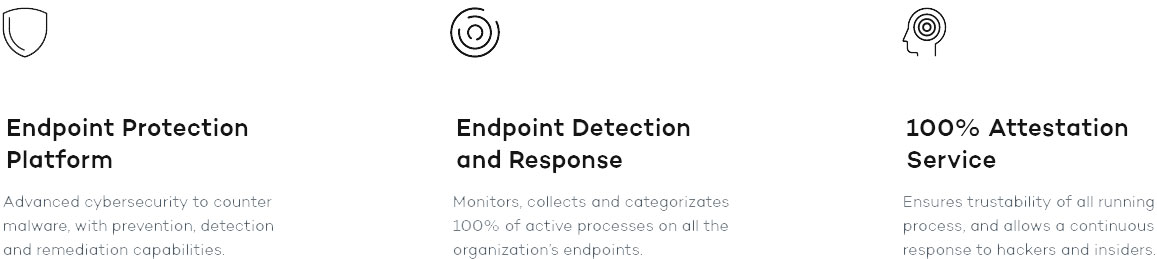 Endpoint Protection
Platform
Advanced cybersecurity to counter
malware, with prevention, detection
and remediation capabilities.
Endpoint Detection
and Response
Monitors, collects and categorizates
100% of active processes on all the
organization's endpoints.
100% Attestation
Service
Ensures trustability of all running
process, and allows a continuous
response to hackers and insiders.